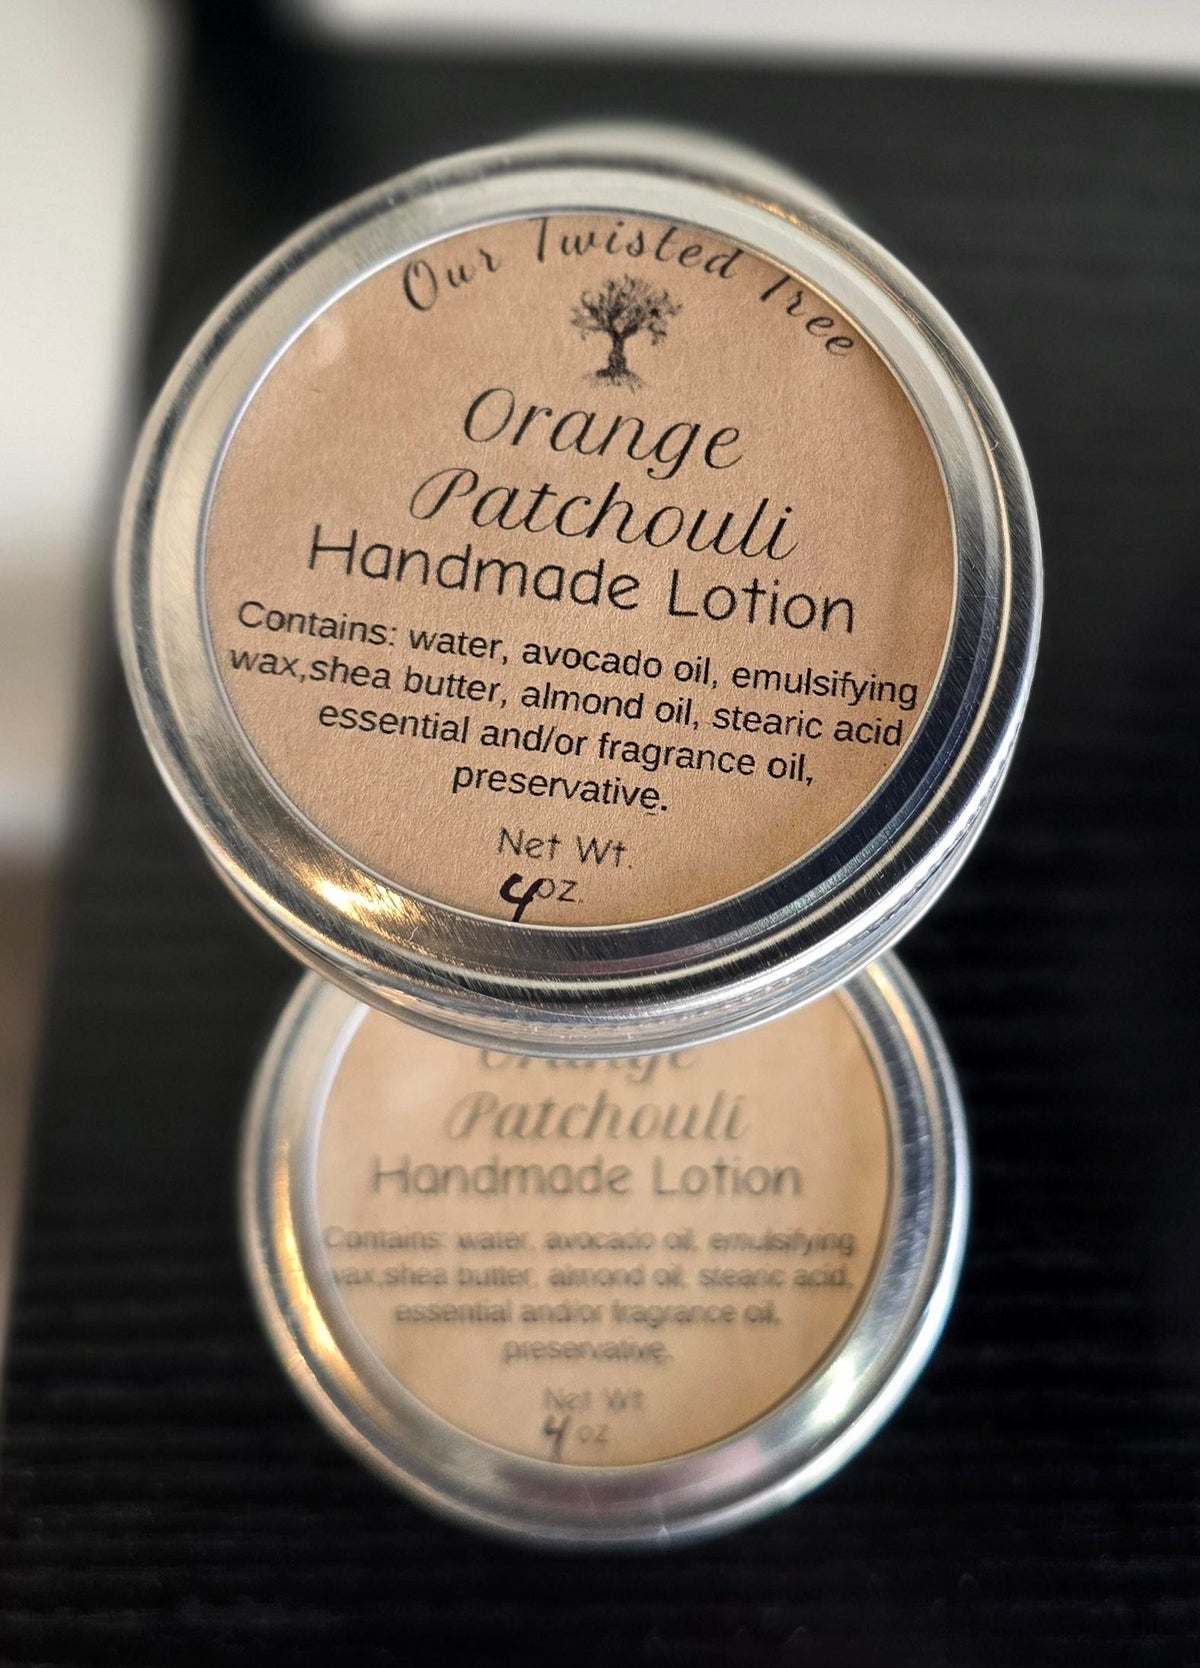 Our Twisted Tree
Orange
Patchouli
Handmade Lotion
Contains: water, avocado oil, emulsifying
wax,shea butter, almond oil, stearic acid
essential and/or fragrance oil,
preservative.
Net Wt.
4oz.
Orange
Patchouli
Handmade Lotion
Contains: water, avocado oil, emulsifying
wax,shea butter, almond oil, stearic acid,
essential and/or fragrance oil,
preservative.
Net Wt
4 oz